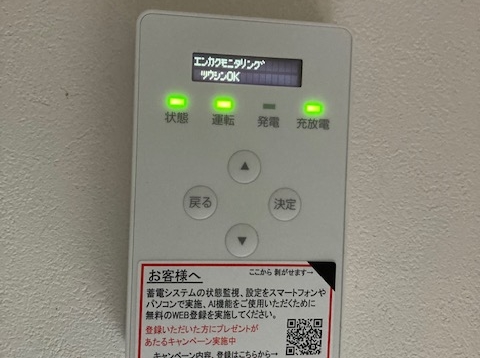 エンカクモニタリング
ツウシンOK
状態 運転 発電 充放電
▲
戻る 決定
▼
お客様へ ここから 剥がせます→
蓄電システムの状態監視、設定をスマートフォンや
パソコンで実施、AI機能をご使用いただくために
無料のWEB登録を実施してください。
登録いただいた方にプレゼントが
あたるキャンペーン実施中
キャンペーン内容、登録はこちらから→